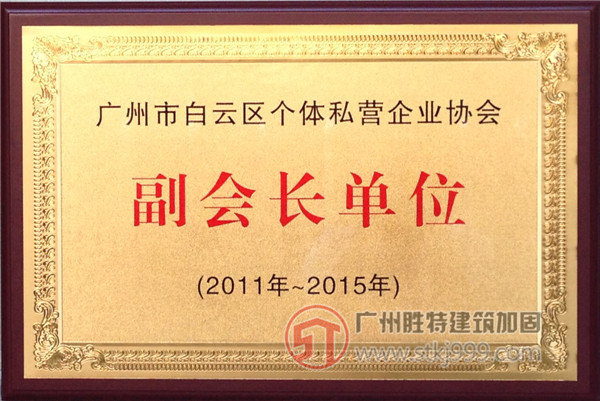 广州市白云区个体私营企业协会
副会长单位
(2011年~2015年)
ST 广州胜特建筑加固
www.stkj999.com